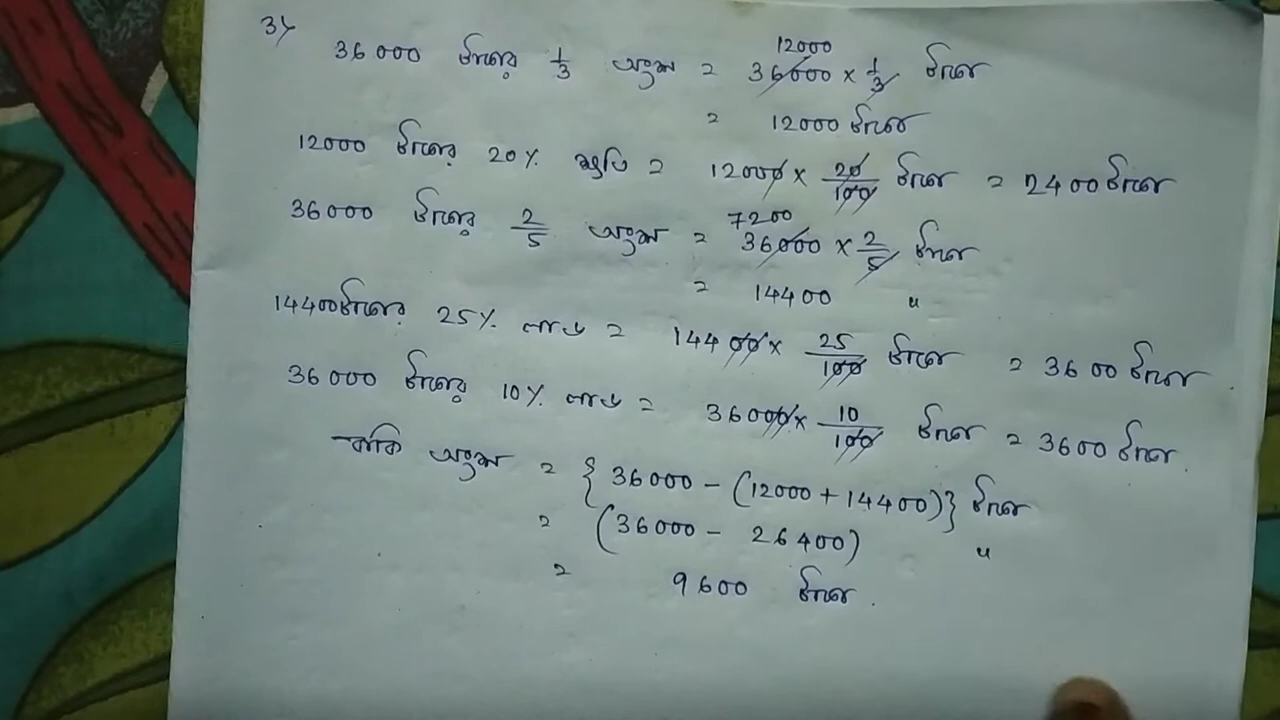 3৲
12000
36000 টাকার 1/3 অংশ = 36000 × 1/3 টাকা
= 12000 টাকা
12000 টাকার 20% ক্ষতি = 12000 × 20/100 টাকা = 2400 টাকা
7200
36000 টাকার 2/5 অংশ = 36000 × 2/5 টাকা
= 14400 "
14400 টাকার 25% লাভ = 14400 × 25/100 টাকা = 3600 টাকা.
36000 টাকার 10% লাভ = 36000 × 10/100 টাকা = 3600 টাকা.
বাকি অংশ = {36000 - (12000 + 14400)} টাকা
= (36000 - 26400) "
= 9600 টাকা.